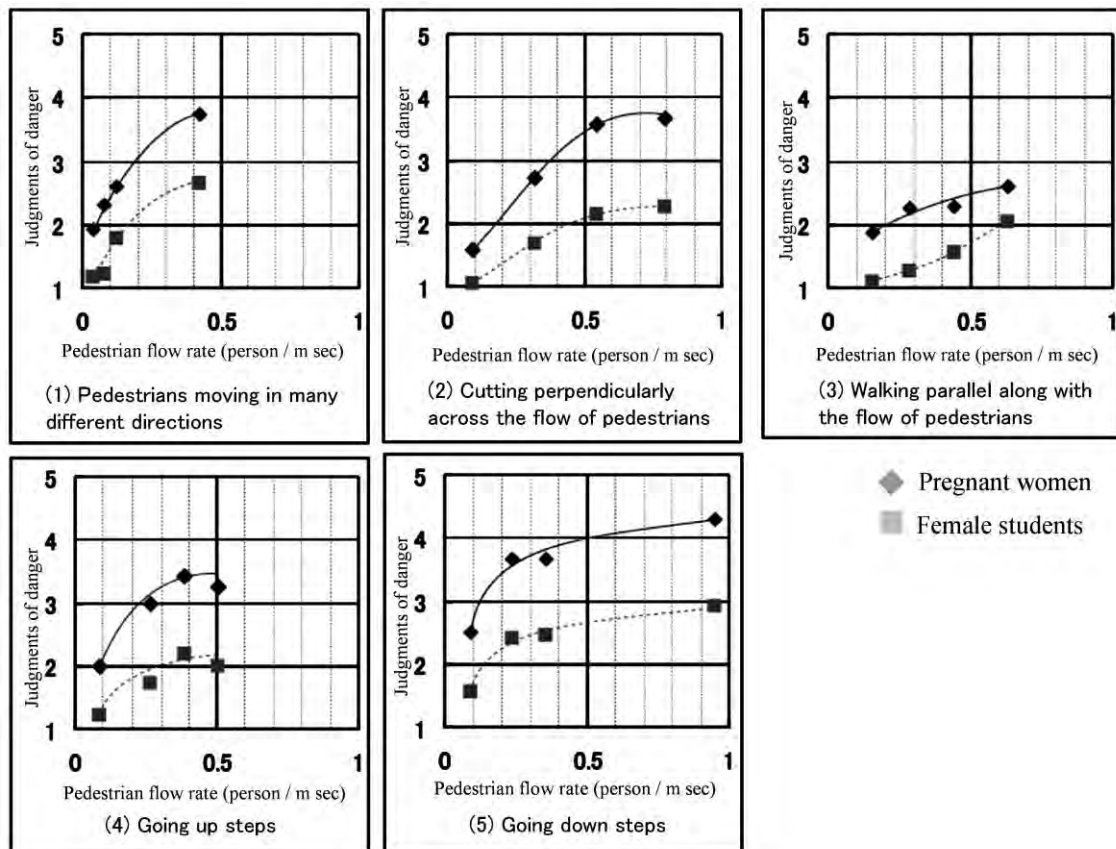 5
4
3
2
1
Judgments of danger
0 0.5 1
Pedestrian flow rate (person / m sec)
(1) Pedestrians moving in many
different directions
5
4
3
2
1
Judgments of danger
0 0.5 1
Pedestrian flow rate (person / m sec)
(2) Cutting perpendicularly
across the flow of pedestrians
5
4
3
2
1
Judgments of danger
0 0.5 1
Pedestrian flow rate (person / m sec)
(3) Walking parallel along with
the flow of pedestrians
5
4
3
2
1
Judgments of danger
0 0.5 1
Pedestrian flow rate (person / m sec)
(4) Going up steps
5
4
3
2
1
Judgments of danger
0 0.5 1
Pedestrian flow rate (person / m sec)
(5) Going down steps
Pregnant women
Female students